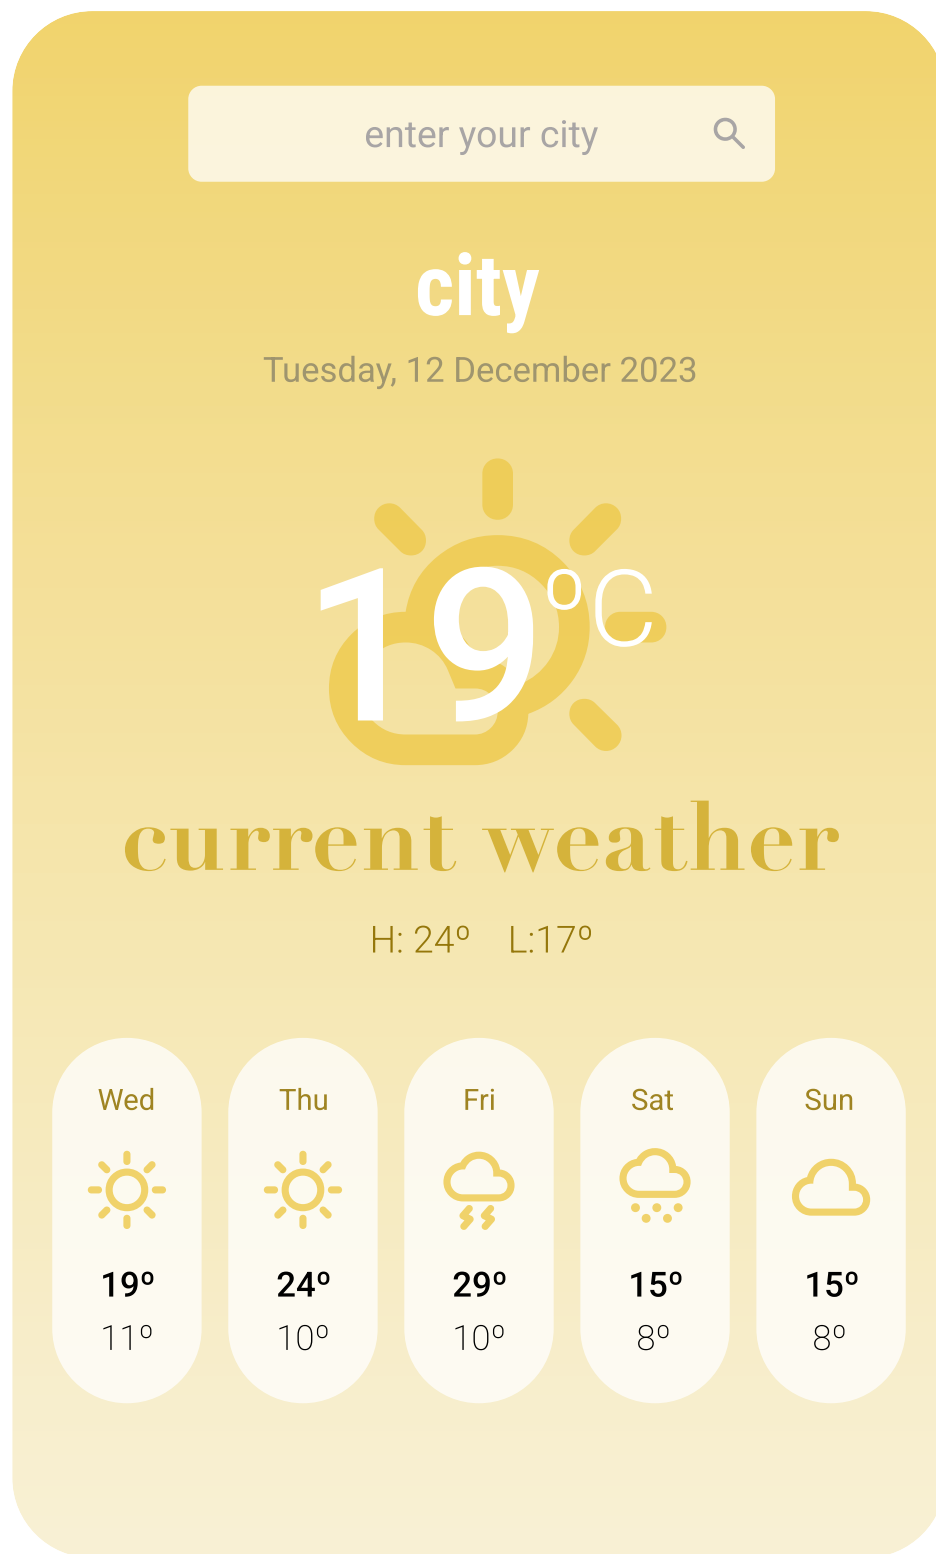 enter your city
city
Tuesday, 12 December 2023
19ºC
current weather
H: 24º L:17º
Wed Thu Fri Sat Sun
19º 24º 29º 15º 15º
11º 10º 10º 8º 8º